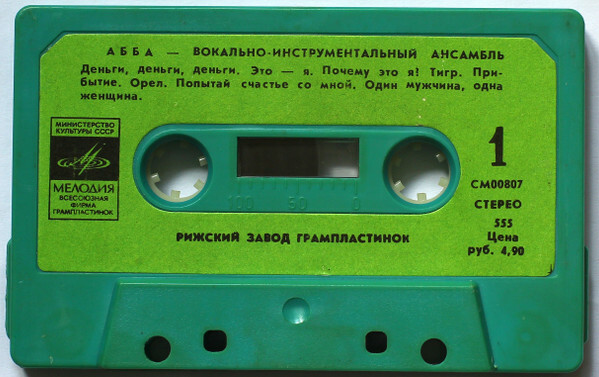 АББА — ВОКАЛЬНО-ИНСТРУМЕНТАЛЬНЫЙ АНСАМБЛЬ
Деньги, деньги, деньги. Это — я. Почему это я! Тигр. При-
бытие. Орел. Попытай счастье со мной. Один мужчина, одна
женщина.
МИНИСТЕРСТВО
КУЛЬТУРЫ СССР
МЕЛОДИЯ
ВСЕСОЮЗНАЯ
ФИРМА
ГРАМПЛАСТИНОК
1
СМ00807
СТЕРЕО
555
Цена
руб. 4,90
100 50 0
РИЖСКИЙ ЗАВОД ГРАМПЛАСТИНОК